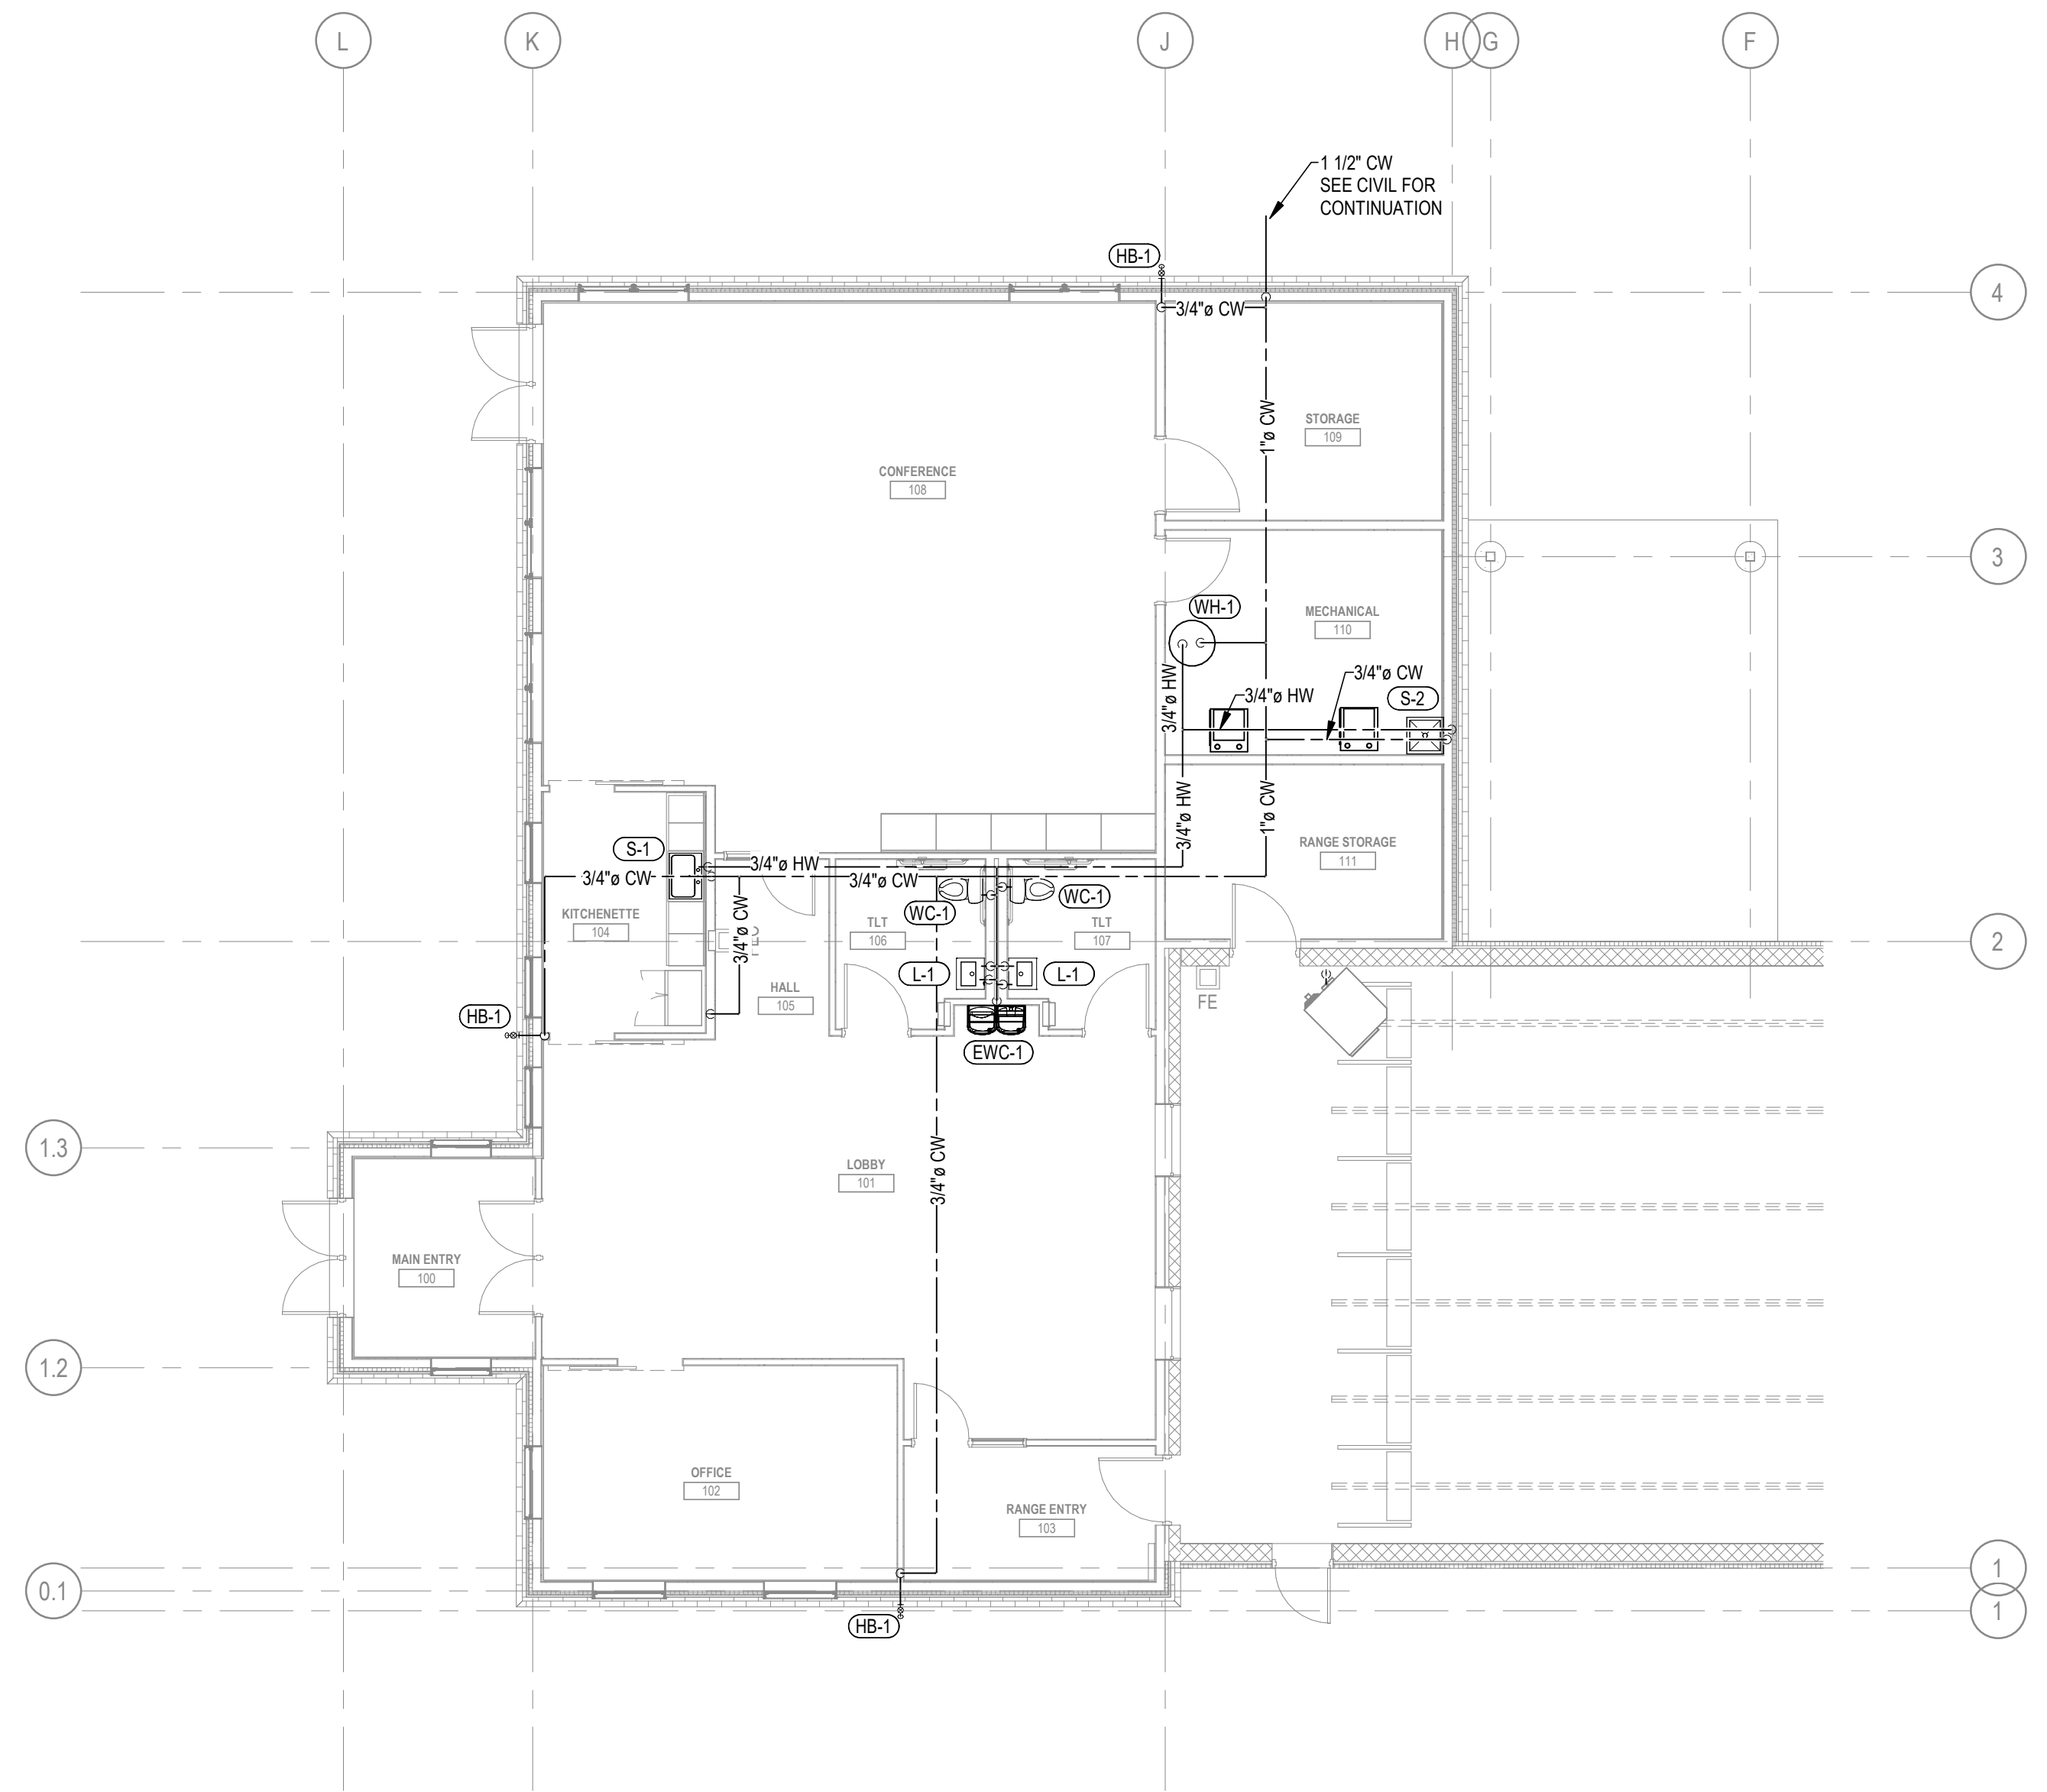 L
K
J
H
G
F
1 1/2" CW
SEE CIVIL FOR
CONTINUATION
HB-1
4
3/4"ø CW
1"ø CW
STORAGE
109
CONFERENCE
108
3
WH-1
MECHANICAL
110
3/4"ø HW
3/4"ø CW
3/4"ø HW
S-2
3/4"ø HW
1"ø CW
RANGE STORAGE
111
S-1
3/4"ø HW
3/4"ø CW
3/4"ø CW
WC-1
WC-1
KITCHENETTE
104
3/4"ø CW
TLT
106
TLT
107
2
L-1
L-1
HALL
105
FE
HB-1
EWC-1
1.3
LOBBY
101
3/4"ø CW
MAIN ENTRY
100
1.2
OFFICE
102
RANGE ENTRY
103
1
0.1
1
HB-1